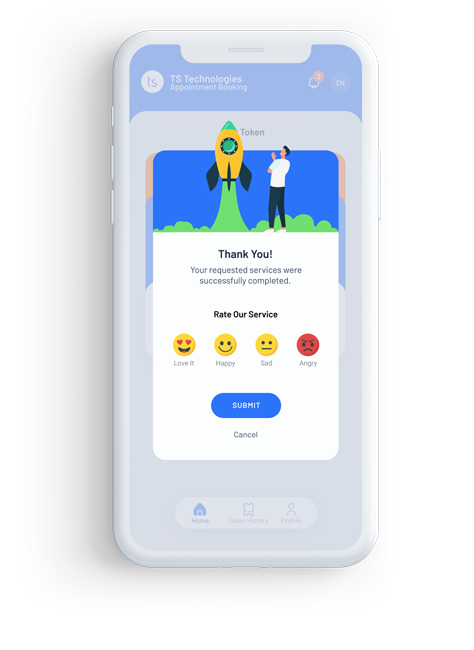 ts
TS Technologies
Appointment Booking
EN
Token
Thank You!
Your requested services were
successfully completed.
Rate Our Service
Love It
Happy
Sad
Angry
SUBMIT
Cancel
Home
Token History
Profile